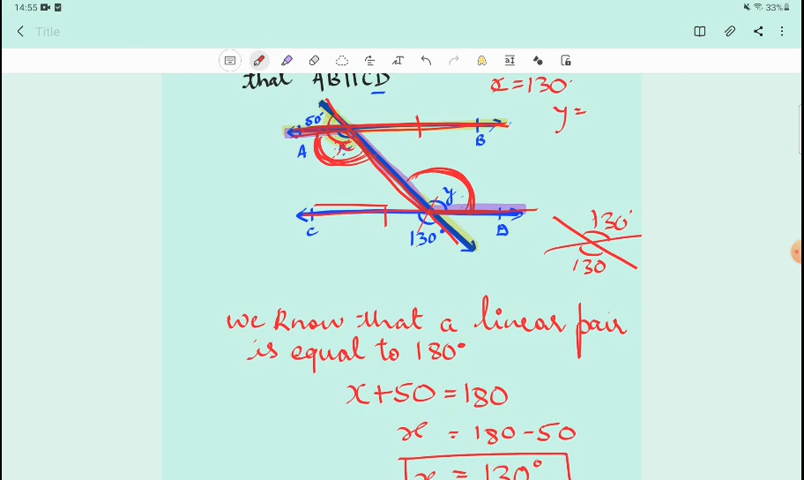 14:55
33%
Title
that AB||CD
x=130°
y=
50°
A
x
B
y
C
130°
D
130°
130
we know that a linear pair
is equal to 180°
x+50=180
x = 180-50
x = 130°